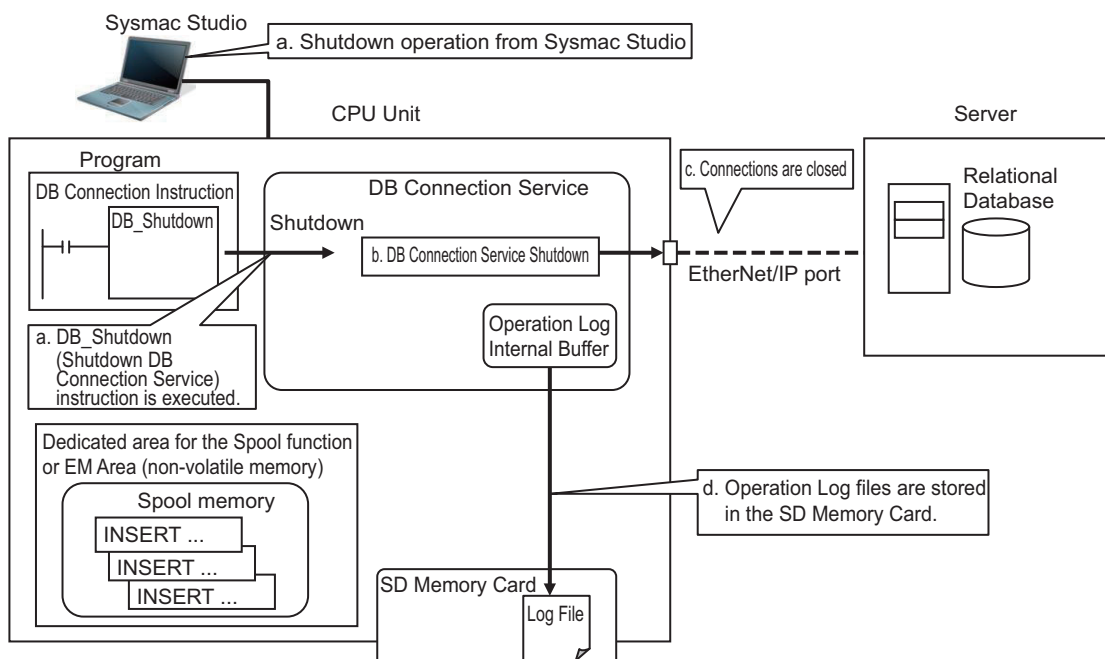 Sysmac Studio
a. Shutdown operation from Sysmac Studio
CPU Unit
Server
Program
DB Connection Instruction
DB_Shutdown
DB Connection Service
Shutdown
b. DB Connection Service Shutdown
c. Connections are closed
Relational
Database
EtherNet/IP port
Operation Log
Internal Buffer
a. DB_Shutdown
(Shutdown DB
Connection Service)
instruction is executed.
Dedicated area for the Spool function
or EM Area (non-volatile memory)
Spool memory
INSERT ...
INSERT ...
INSERT ...
d. Operation Log files are stored
in the SD Memory Card.
SD Memory Card
Log File